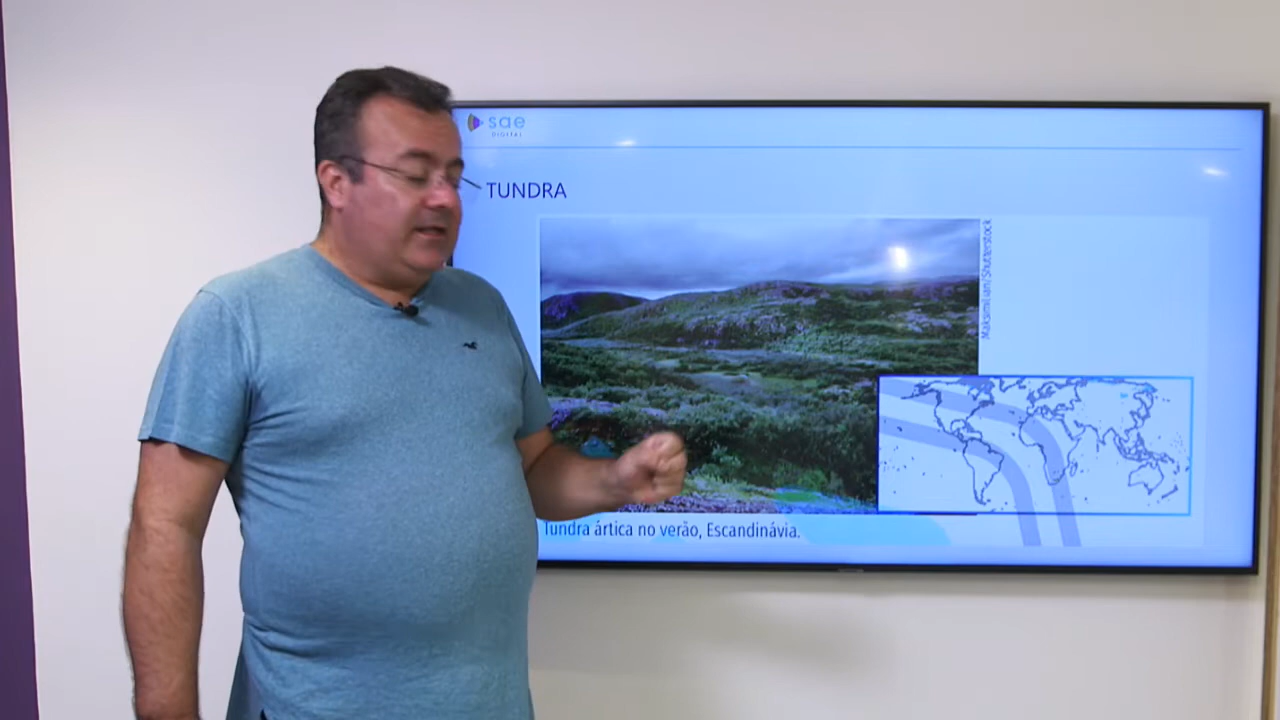 sae
DIGITAL
TUNDRA
Maksimilian/Shutterstock
Tundra ártica no verão, Escandinávia.